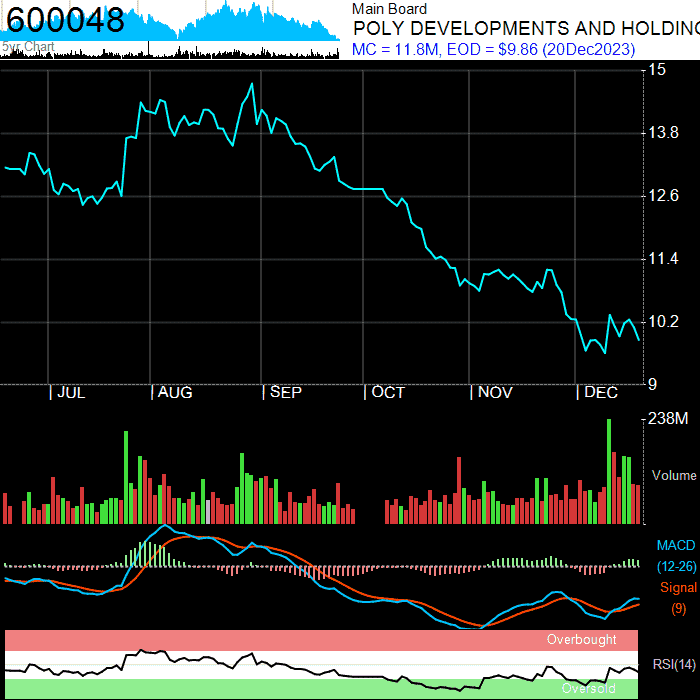 600048
5yr Chart
Main Board
POLY DEVELOPMENTS AND HOLDING
MC = 11.8M, EOD = $9.86 (20Dec2023)
15
13.8
12.6
11.4
10.2
9
JUL
AUG
SEP
OCT
NOV
DEC
238M
Volume
MACD
(12-26)
Signal
(9)
Overbought
RSI(14)
Oversold